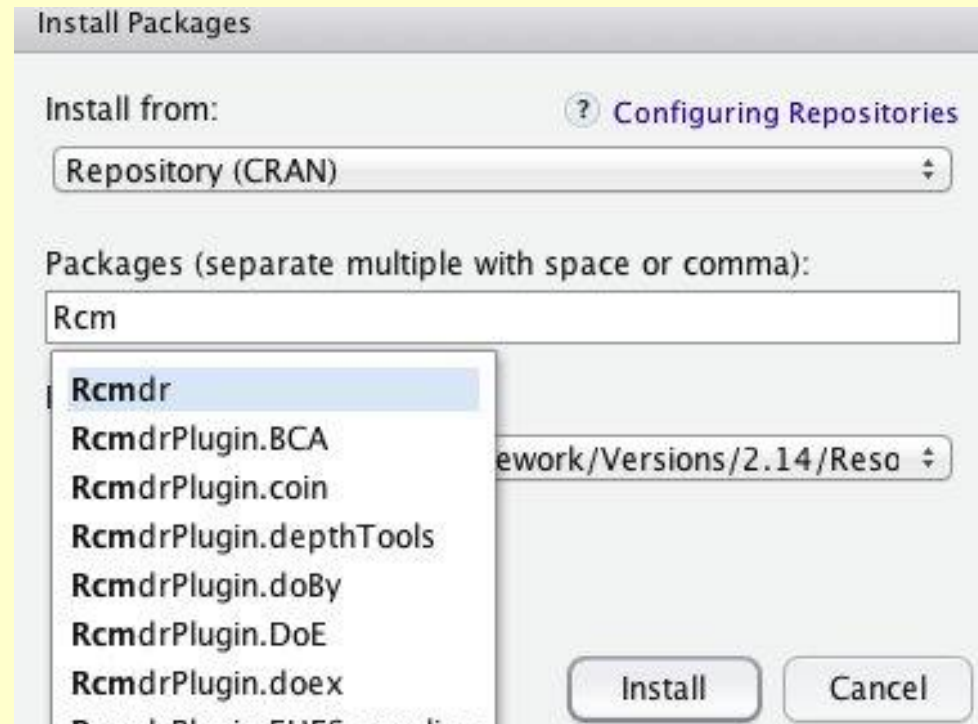 Install Packages
Install from:
? Configuring Repositories
Repository (CRAN)
Packages (separate multiple with space or comma):
Rcm
Rcmdr
RcmdrPlugin.BCA
ework/Versions/2.14/Reso
RcmdrPlugin.coin
RcmdrPlugin.depthTools
RcmdrPlugin.doBy
RcmdrPlugin.DoE
RcmdrPlugin.doex
Install
Cancel